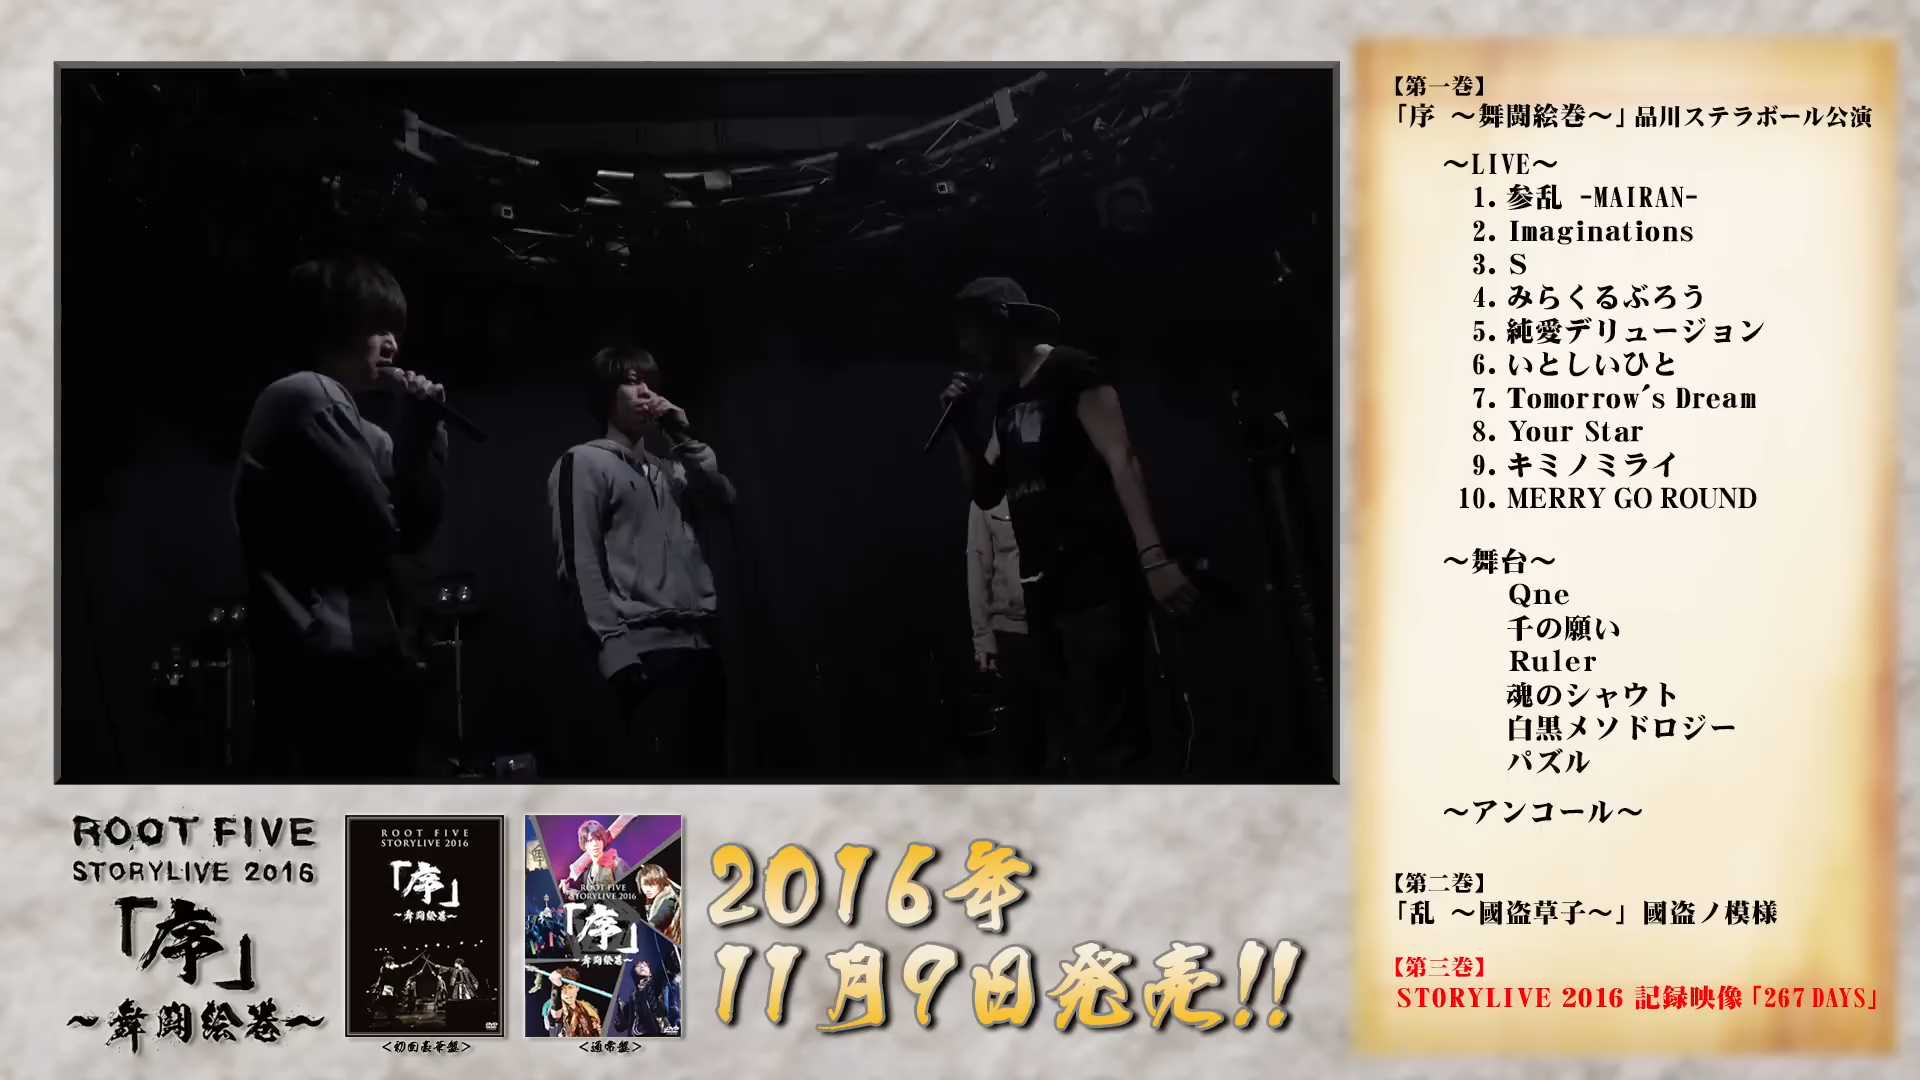 【第一巻】
「序 ～舞闘絵巻～」品川ステラボール公演
～LIVE～
1. 参乱 -MAIRAN-
2. Imaginations
3. S
4. みらくるぶろう
5. 純愛デリュージョン
6. いとしいひと
7. Tomorrow's Dream
8. Your Star
9. キミノミライ
10. MERRY GO ROUND
～舞台～
Qne
千の願い
Ruler
魂のシャウト
白黒メソドロジー
パズル
～アンコール～
【第二巻】
「乱 ～國盗草子～」國盗ノ模様
【第三巻】
STORYLIVE 2016 記録映像「267 DAYS」
ROOT FIVE
STORYLIVE 2016
「序」
～舞闘絵巻～
ROOT FIVE
STORYLIVE 2016
「序」
～舞闘絵巻～
<初回豪華盤>
ROOT FIVE
STORYLIVE 2016
「序」
～舞闘絵巻～
<通常盤>
2016年
11月9日発売!!